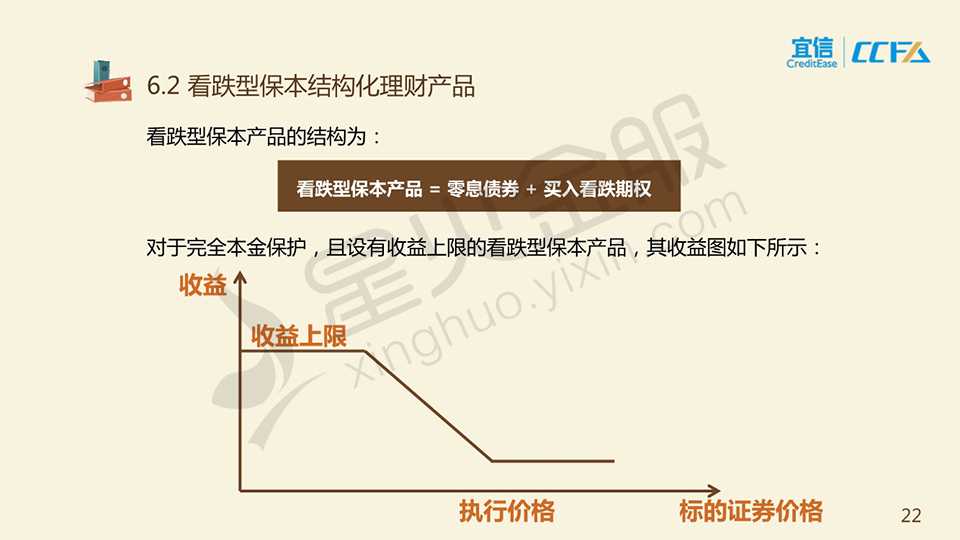 宜信
CreditEase
CCFA
6.2 看跌型保本结构化理财产品
看跌型保本产品的结构为：
看跌型保本产品 = 零息债券 + 买入看跌期权
对于完全本金保护，且设有收益上限的看跌型保本产品，其收益图如下所示：
收益
收益上限
执行价格
标的证券价格
22
星火金服
xinghuo.yixin.com